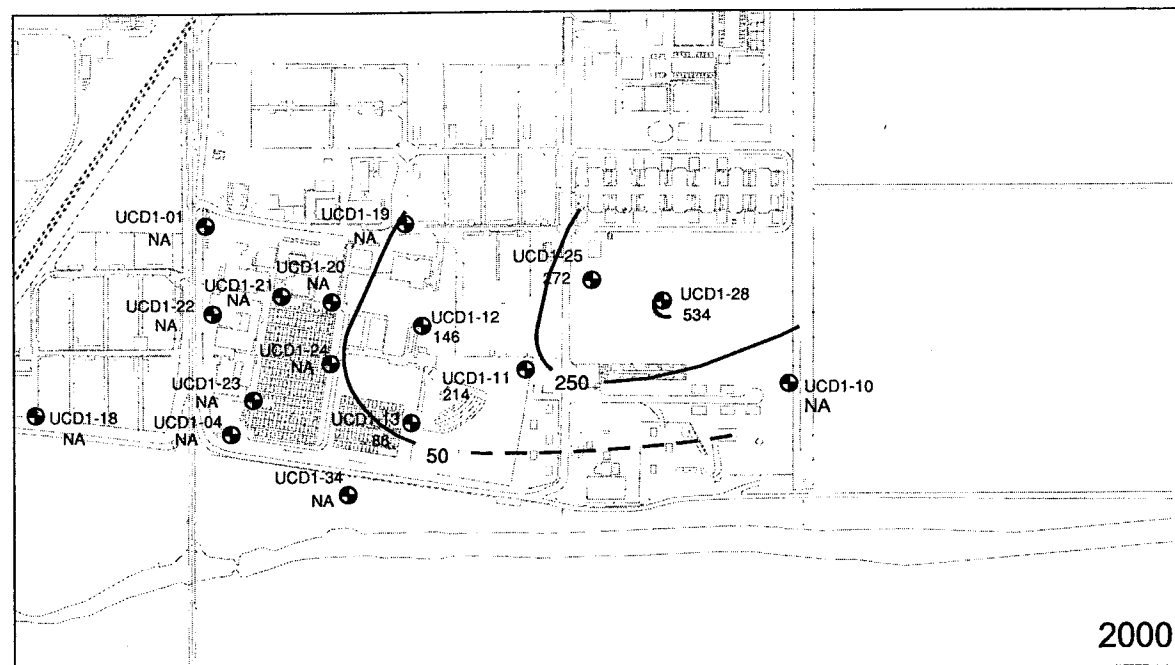 UCD1-01
NA
UCD1-19
NA
UCD1-25
272
UCD1-20
NA
UCD1-21
NA
UCD1-28
534
UCD1-22
NA
UCD1-12
146
UCD1-24
NA
UCD1-11
214
250
UCD1-10
NA
UCD1-23
NA
UCD1-18
NA
UCD1-04
NA
UCD1-13
88
50
UCD1-34
NA
2000